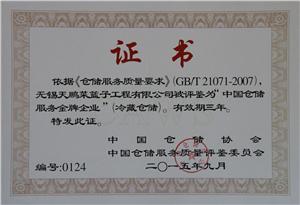 证书
依据《仓储服务质量要求》(GB/T 21071-2007),
无锡天鹏菜篮子工程有限公司被评鉴为“中国仓储
服务金牌企业”(冷藏仓储)。有效期三年。
特发此证。
中国仓储协会
中国仓储服务质量评鉴委员会
编号:0124
二〇一五年九月